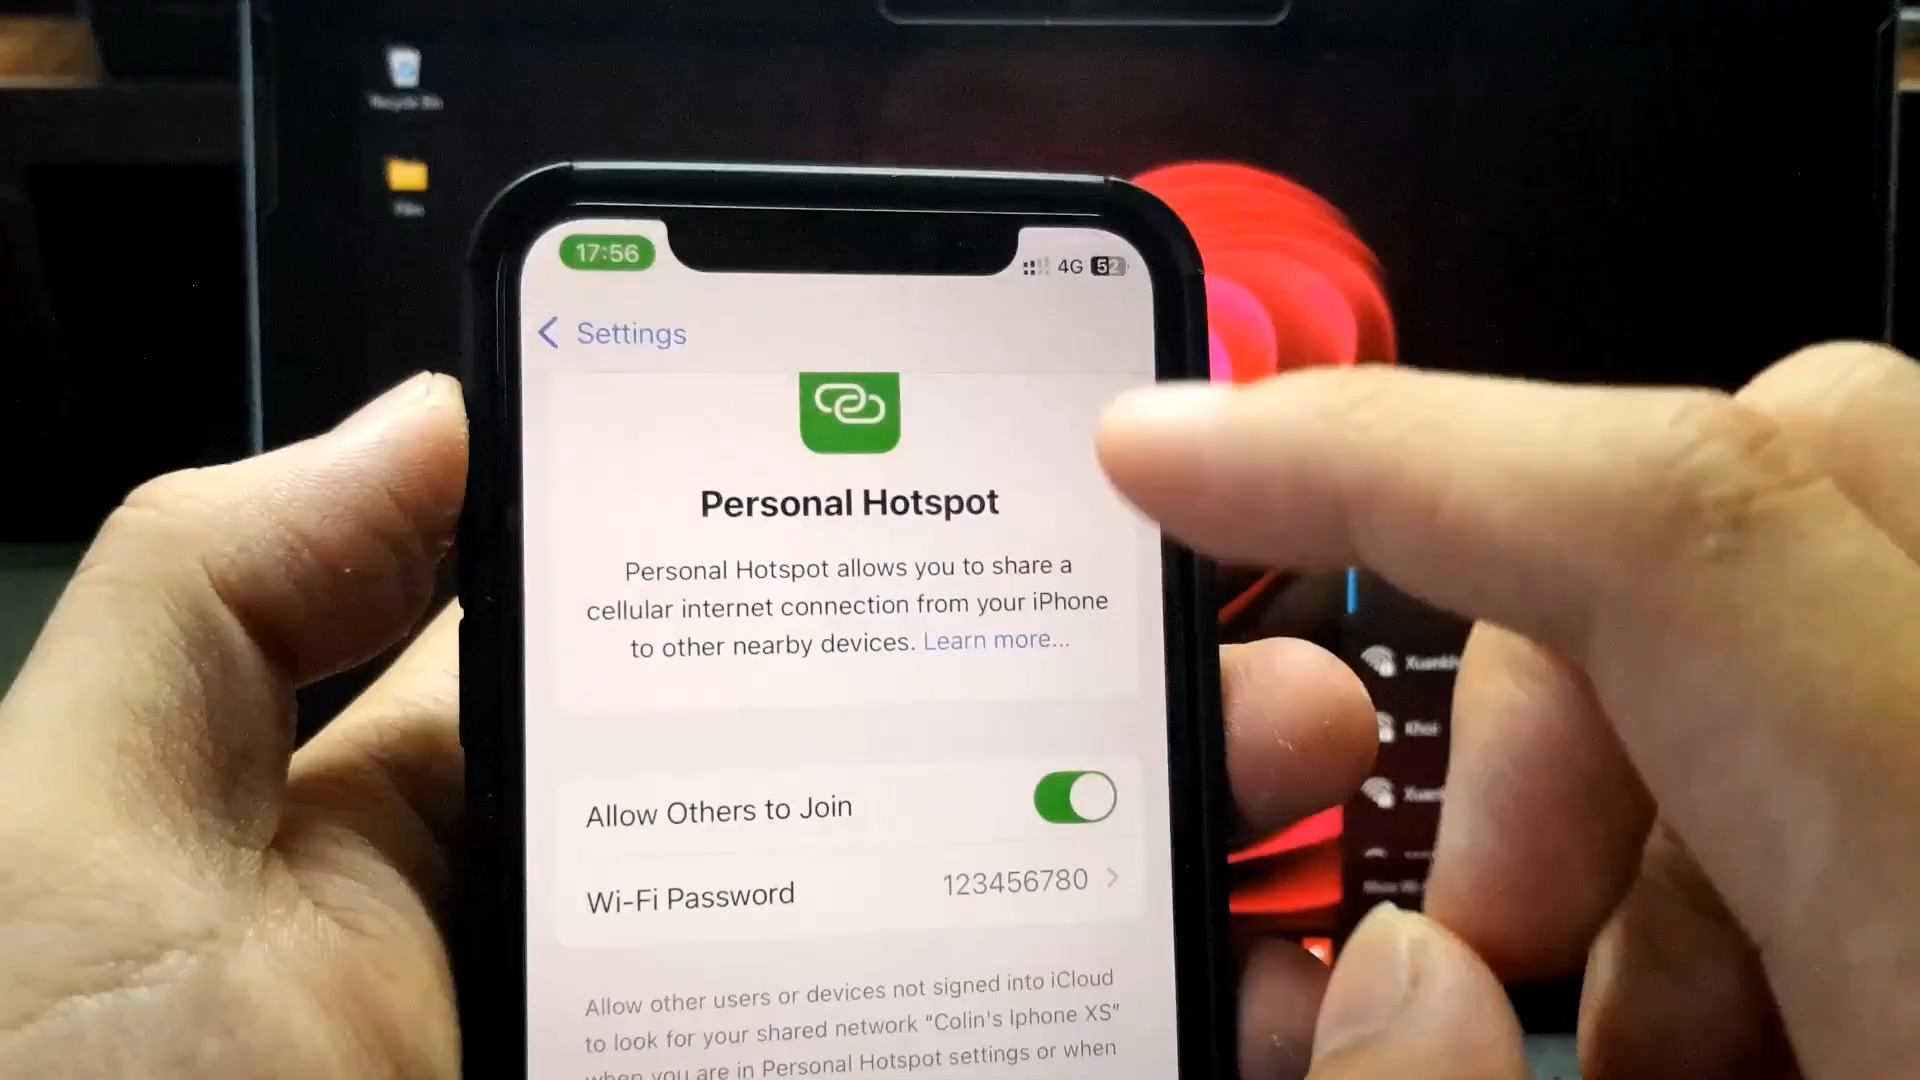 Recycle Bin
17:56
4G 52
Settings
Personal Hotspot
Personal Hotspot allows you to share a
cellular internet connection from your iPhone
to other nearby devices. Learn more...
Allow Others to Join
Wi-Fi Password 123456780
Allow other users or devices not signed into iCloud
to look for your shared network “Colin's Iphone XS”
when you are in Personal Hotspot settings or when
Khoi